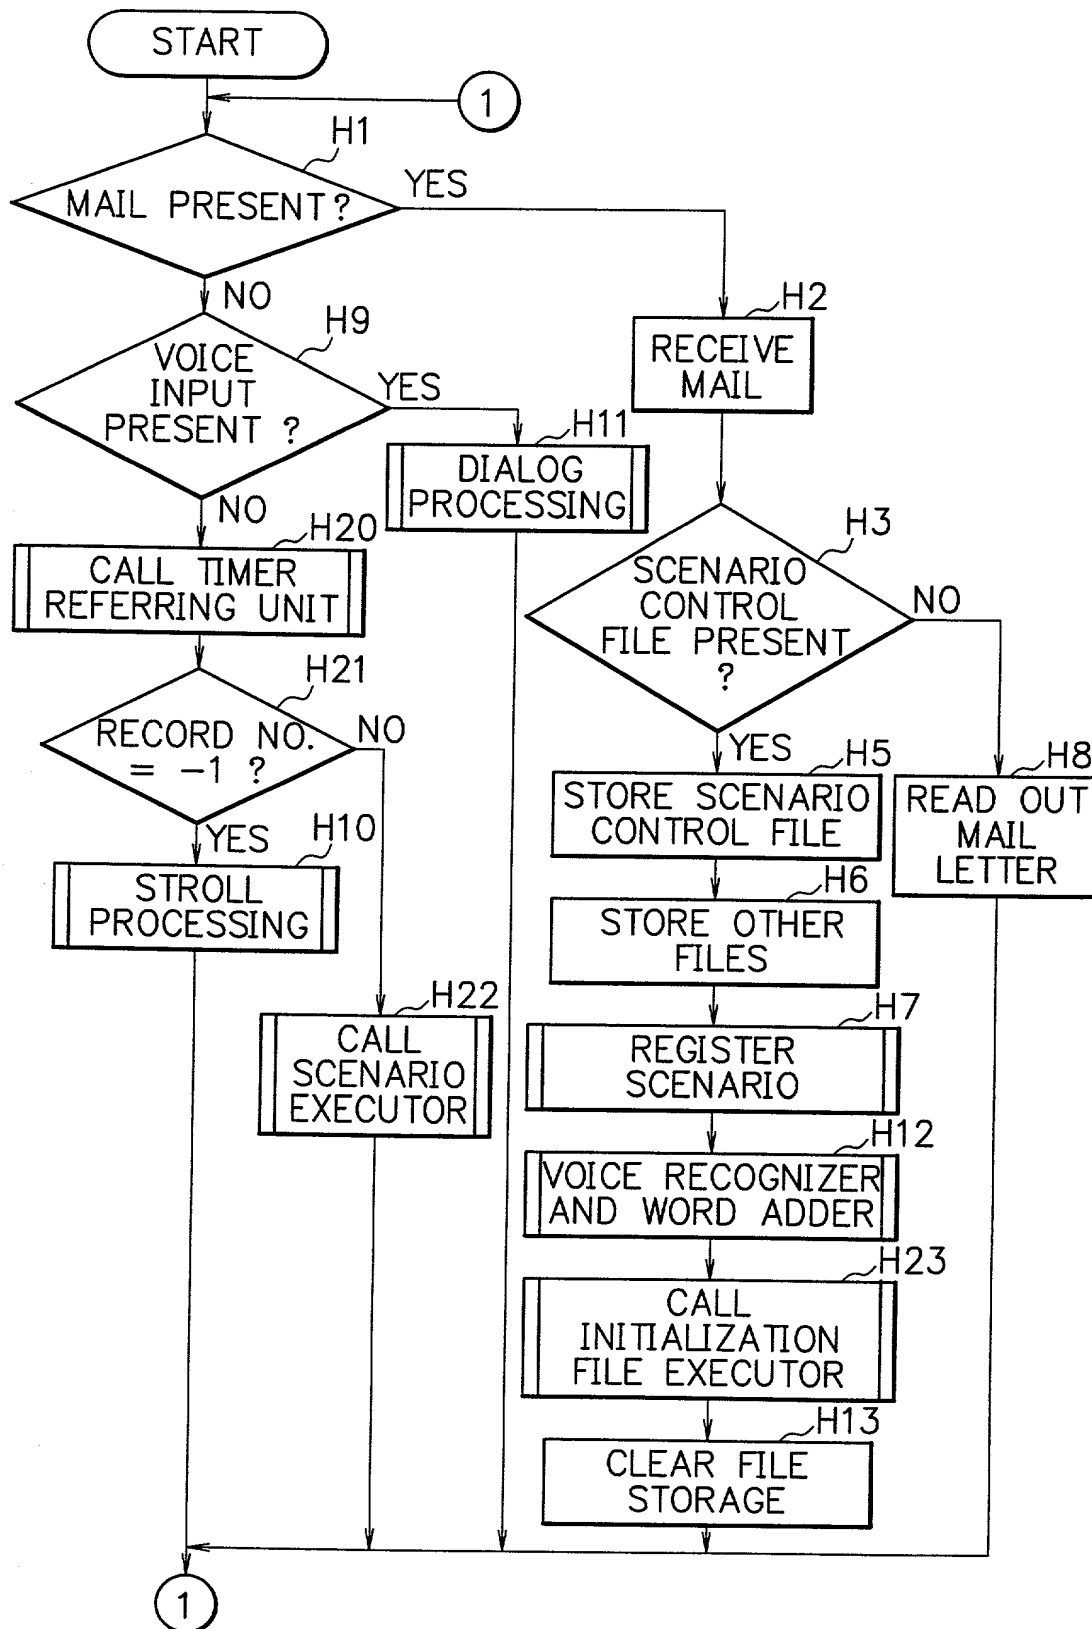 START
1
H1
MAIL PRESENT?
YES
NO
H2
RECEIVE
MAIL
H9
VOICE
INPUT
PRESENT ?
YES
NO
H11
DIALOG
PROCESSING
H3
SCENARIO
CONTROL
FILE PRESENT
?
NO
YES
H20
CALL TIMER
REFERRING UNIT
H21
RECORD NO.
= -1 ?
NO
YES
H5
STORE SCENARIO
CONTROL FILE
H8
READ OUT
MAIL
LETTER
H10
STROLL
PROCESSING
H6
STORE OTHER
FILES
H22
CALL
SCENARIO
EXECUTOR
H7
REGISTER
SCENARIO
H12
VOICE RECOGNIZER
AND WORD ADDER
H23
CALL
INITIALIZATION
FILE EXECUTOR
H13
CLEAR FILE
STORAGE
1